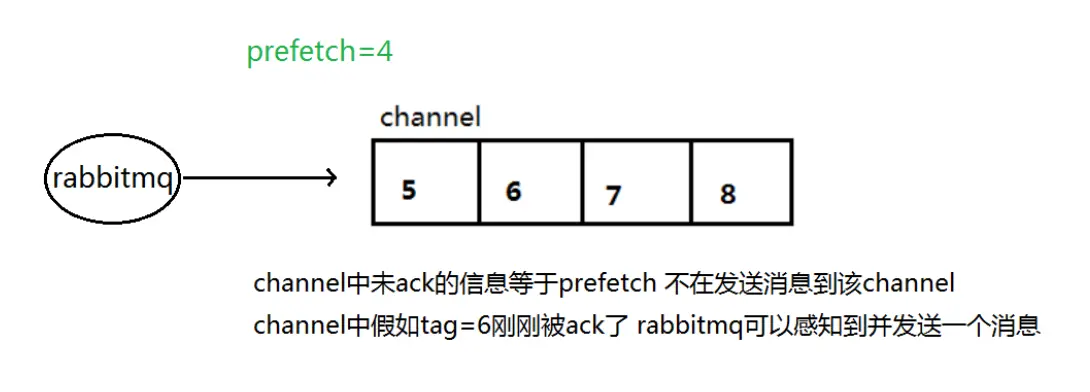 prefetch=4
channel
rabbitmq
5 6 7 8
channel中未ack的信息等于prefetch 不在发送消息到该channel
channel中假如tag=6刚刚被ack了 rabbitmq可以感知到并发送一个消息